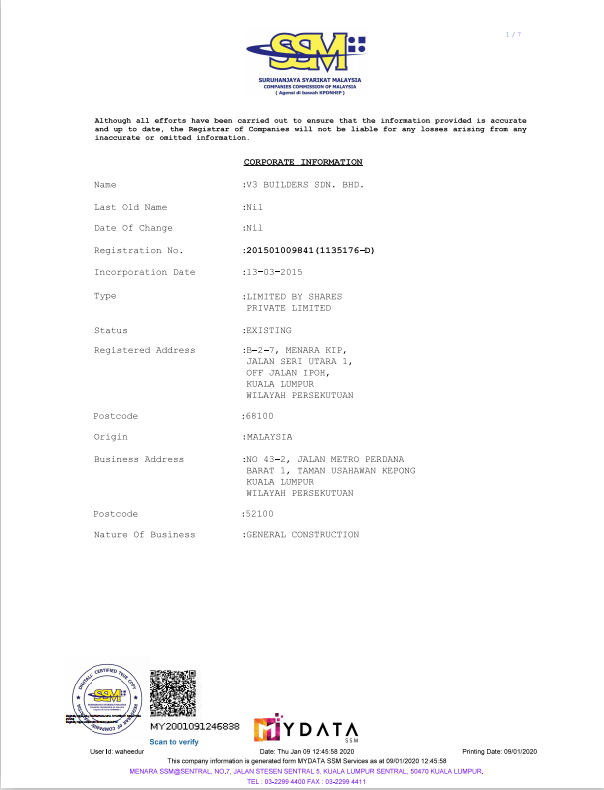 1 / 7
SSM
SURUHANJAYA SYARIKAT MALAYSIA
COMPANIES COMMISSION OF MALAYSIA
( Agensi di bawah KPDNHEP )
Although all efforts have been carried out to ensure that the information provided is accurate
and up to date, the Registrar of Companies will not be liable for any losses arising from any
inaccurate or omitted information.
CORPORATE INFORMATION
Name :V3 BUILDERS SDN. BHD.
Last Old Name :Nil
Date Of Change :Nil
Registration No. :201501009841(1135176-D)
Incorporation Date :13-03-2015
Type :LIMITED BY SHARES
PRIVATE LIMITED
Status :EXISTING
Registered Address :B-2-7, MENARA KIP,
JALAN SERI UTARA 1,
OFF JALAN IPOH,
KUALA LUMPUR
WILAYAH PERSEKUTUAN
Postcode :68100
Origin :MALAYSIA
Business Address :NO 43-2, JALAN METRO PERDANA
BARAT 1, TAMAN USAHAWAN KEPONG
KUALA LUMPUR
WILAYAH PERSEKUTUAN
Postcode :52100
Nature Of Business :GENERAL CONSTRUCTION
CERTIFIED TRUE COPY
SSM
MY2001091245838
Scan to verify
MYDATA
SSM
User Id: waheedur Date: Thu Jan 09 12:45:58 2020 Printing Date: 09/01/2020
This company information is generated form MYDATA SSM Services as at 09/01/2020 12:45:58
MENARA SSM@SENTRAL, NO.7, JALAN STESEN SENTRAL 5, KUALA LUMPUR SENTRAL, 50470 KUALA LUMPUR.
TEL : 03-2299 4400 FAX : 03-2299 4411